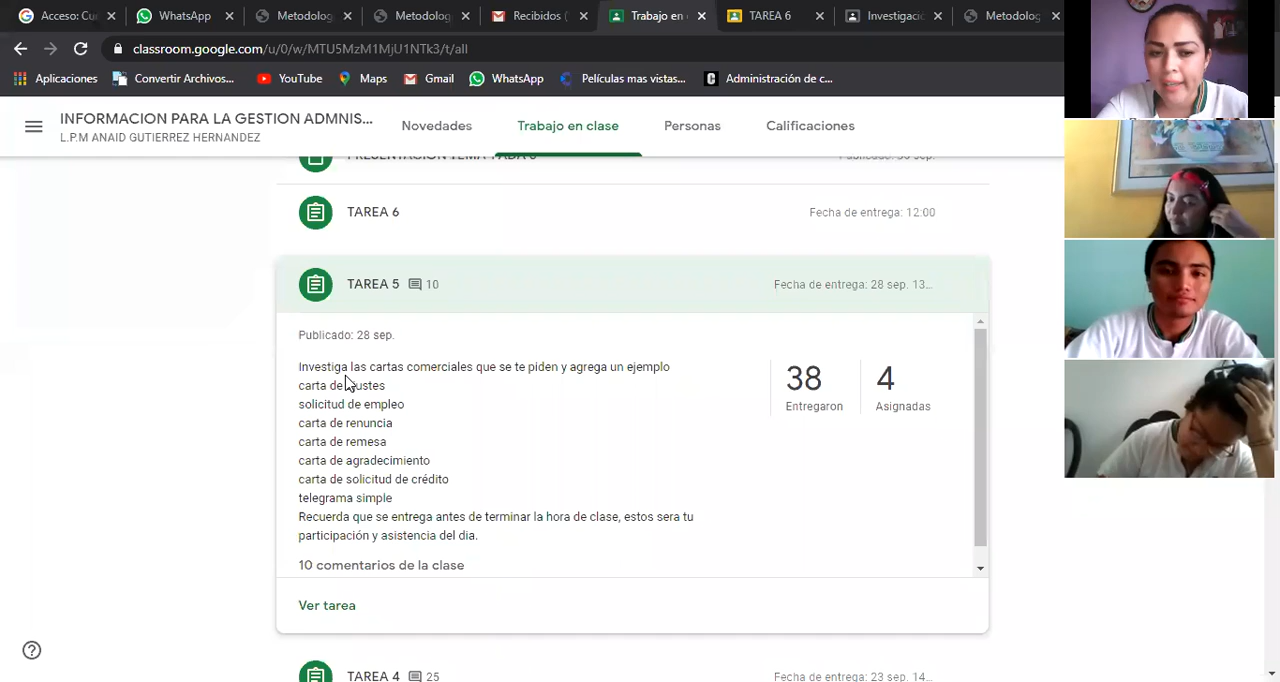 Acceso: Cu
WhatsApp
Metodolog
Metodolog
Recibidos (
Trabajo en
TAREA 6
Investigaci
Metodolog
classroom.google.com/u/0/w/MTU5MzM1MjU1NTk3/t/all
Aplicaciones
Convertir Archivos...
YouTube
Maps
Gmail
WhatsApp
Películas mas vistas...
Administración de c...
INFORMACION PARA LA GESTION ADMNIS...
L.P.M ANAID GUTIERREZ HERNANDEZ
Novedades
Trabajo en clase
Personas
Calificaciones
Publicado: 30 sep.
TAREA 6
Fecha de entrega: 12:00
TAREA 5
10
Fecha de entrega: 28 sep. 13...
Publicado: 28 sep.
Investiga las cartas comerciales que se te piden y agrega un ejemplo
carta de ajustes
solicitud de empleo
carta de renuncia
carta de remesa
carta de agradecimiento
carta de solicitud de crédito
telegrama simple
Recuerda que se entrega antes de terminar la hora de clase, estos sera tu
participación y asistencia del dia.
38
Entregaron
4
Asignadas
10 comentarios de la clase
Ver tarea
TAREA 4
25
Fecha de entrega: 23 sep. 14...